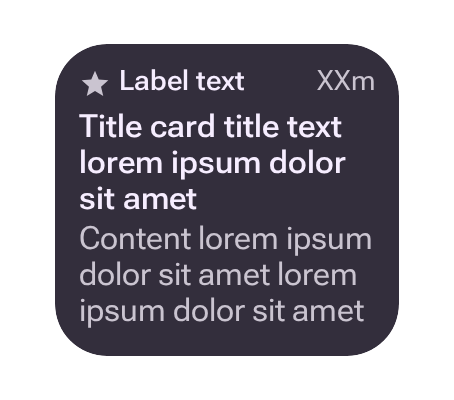 Label text XXm
Title card title text
lorem ipsum dolor
sit amet
Content lorem ipsum
dolor sit amet lorem
ipsum dolor sit amet